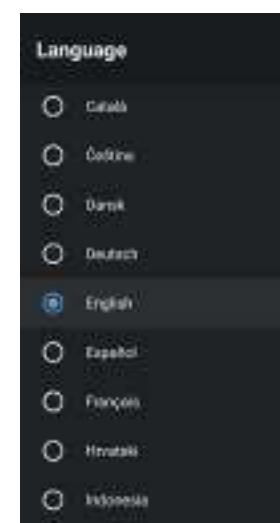 Language
Català
Čeština
Dansk
Deutsch
English
Español
Français
Hrvatski
Indonesia